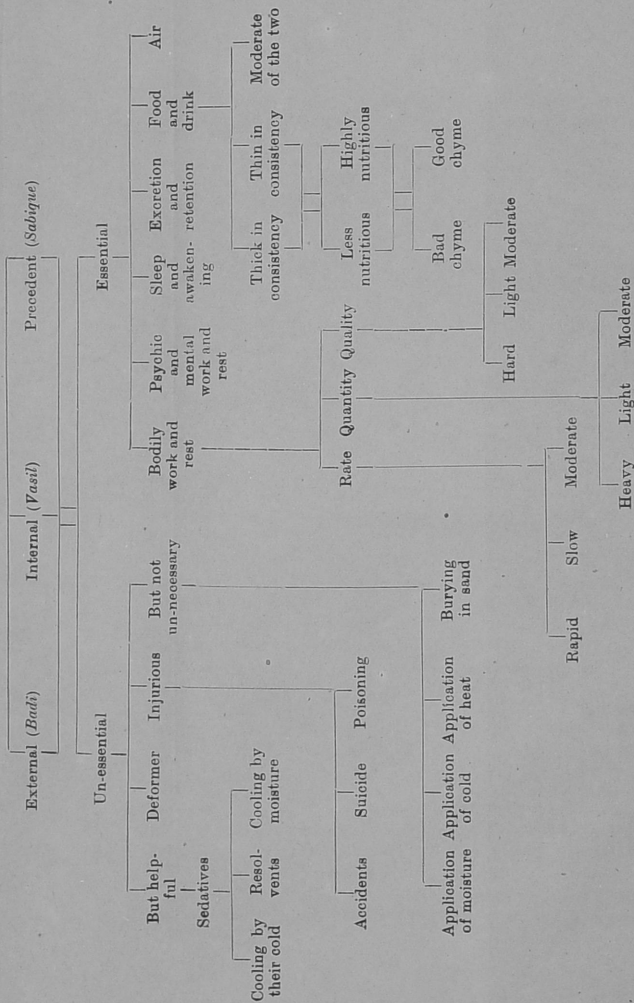 External (Badi) Internal (Vasil) Precedent (Sabique)
Un-essential Essential
But help-
ful
Deformer
Injurious
But not
un-necessary
Bodily
work and
rest
Psychic
and
mental
work and
rest
Sleep
and
awaken-
ing
Excretion
and
retention
Food
and
drink
Air
Sedatives
Cooling by
their cold
Resol-
vents
Cooling by
moisture
Thick in
consistency
Thin in
consistency
Moderate
of the two
Rate Quantity Quality
Less
nutritious
Highly
nutritious
Accidents Suicide Poisoning
Bad
chyme
Good
chyme
Application
of moisture
Application
of cold
Application
of heat
Burying
in sand
Hard Light Moderate
Rapid Slow Moderate
Heavy Light Moderate